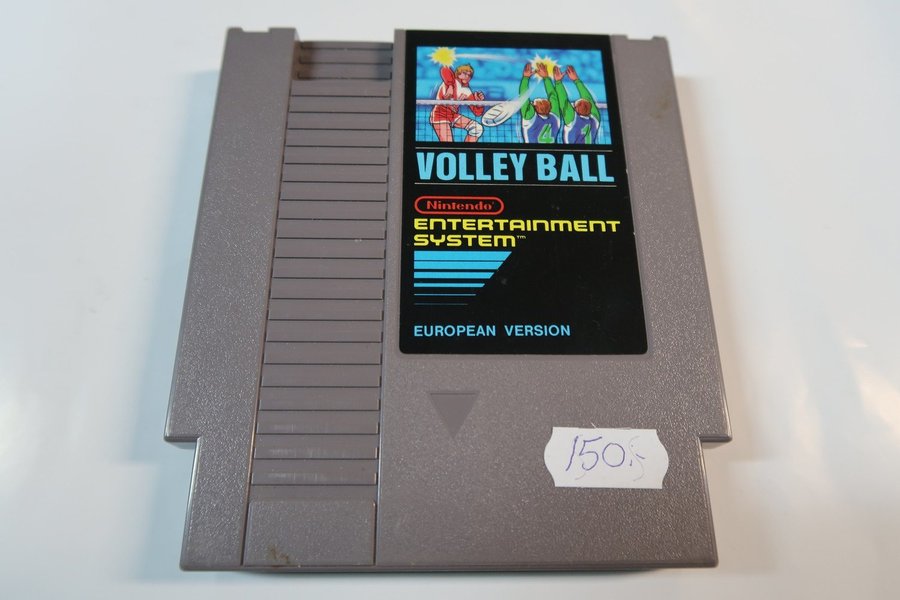 VOLLEY BALL
Nintendo®
ENTERTAINMENT
SYSTEM™
EUROPEAN VERSION
150:-